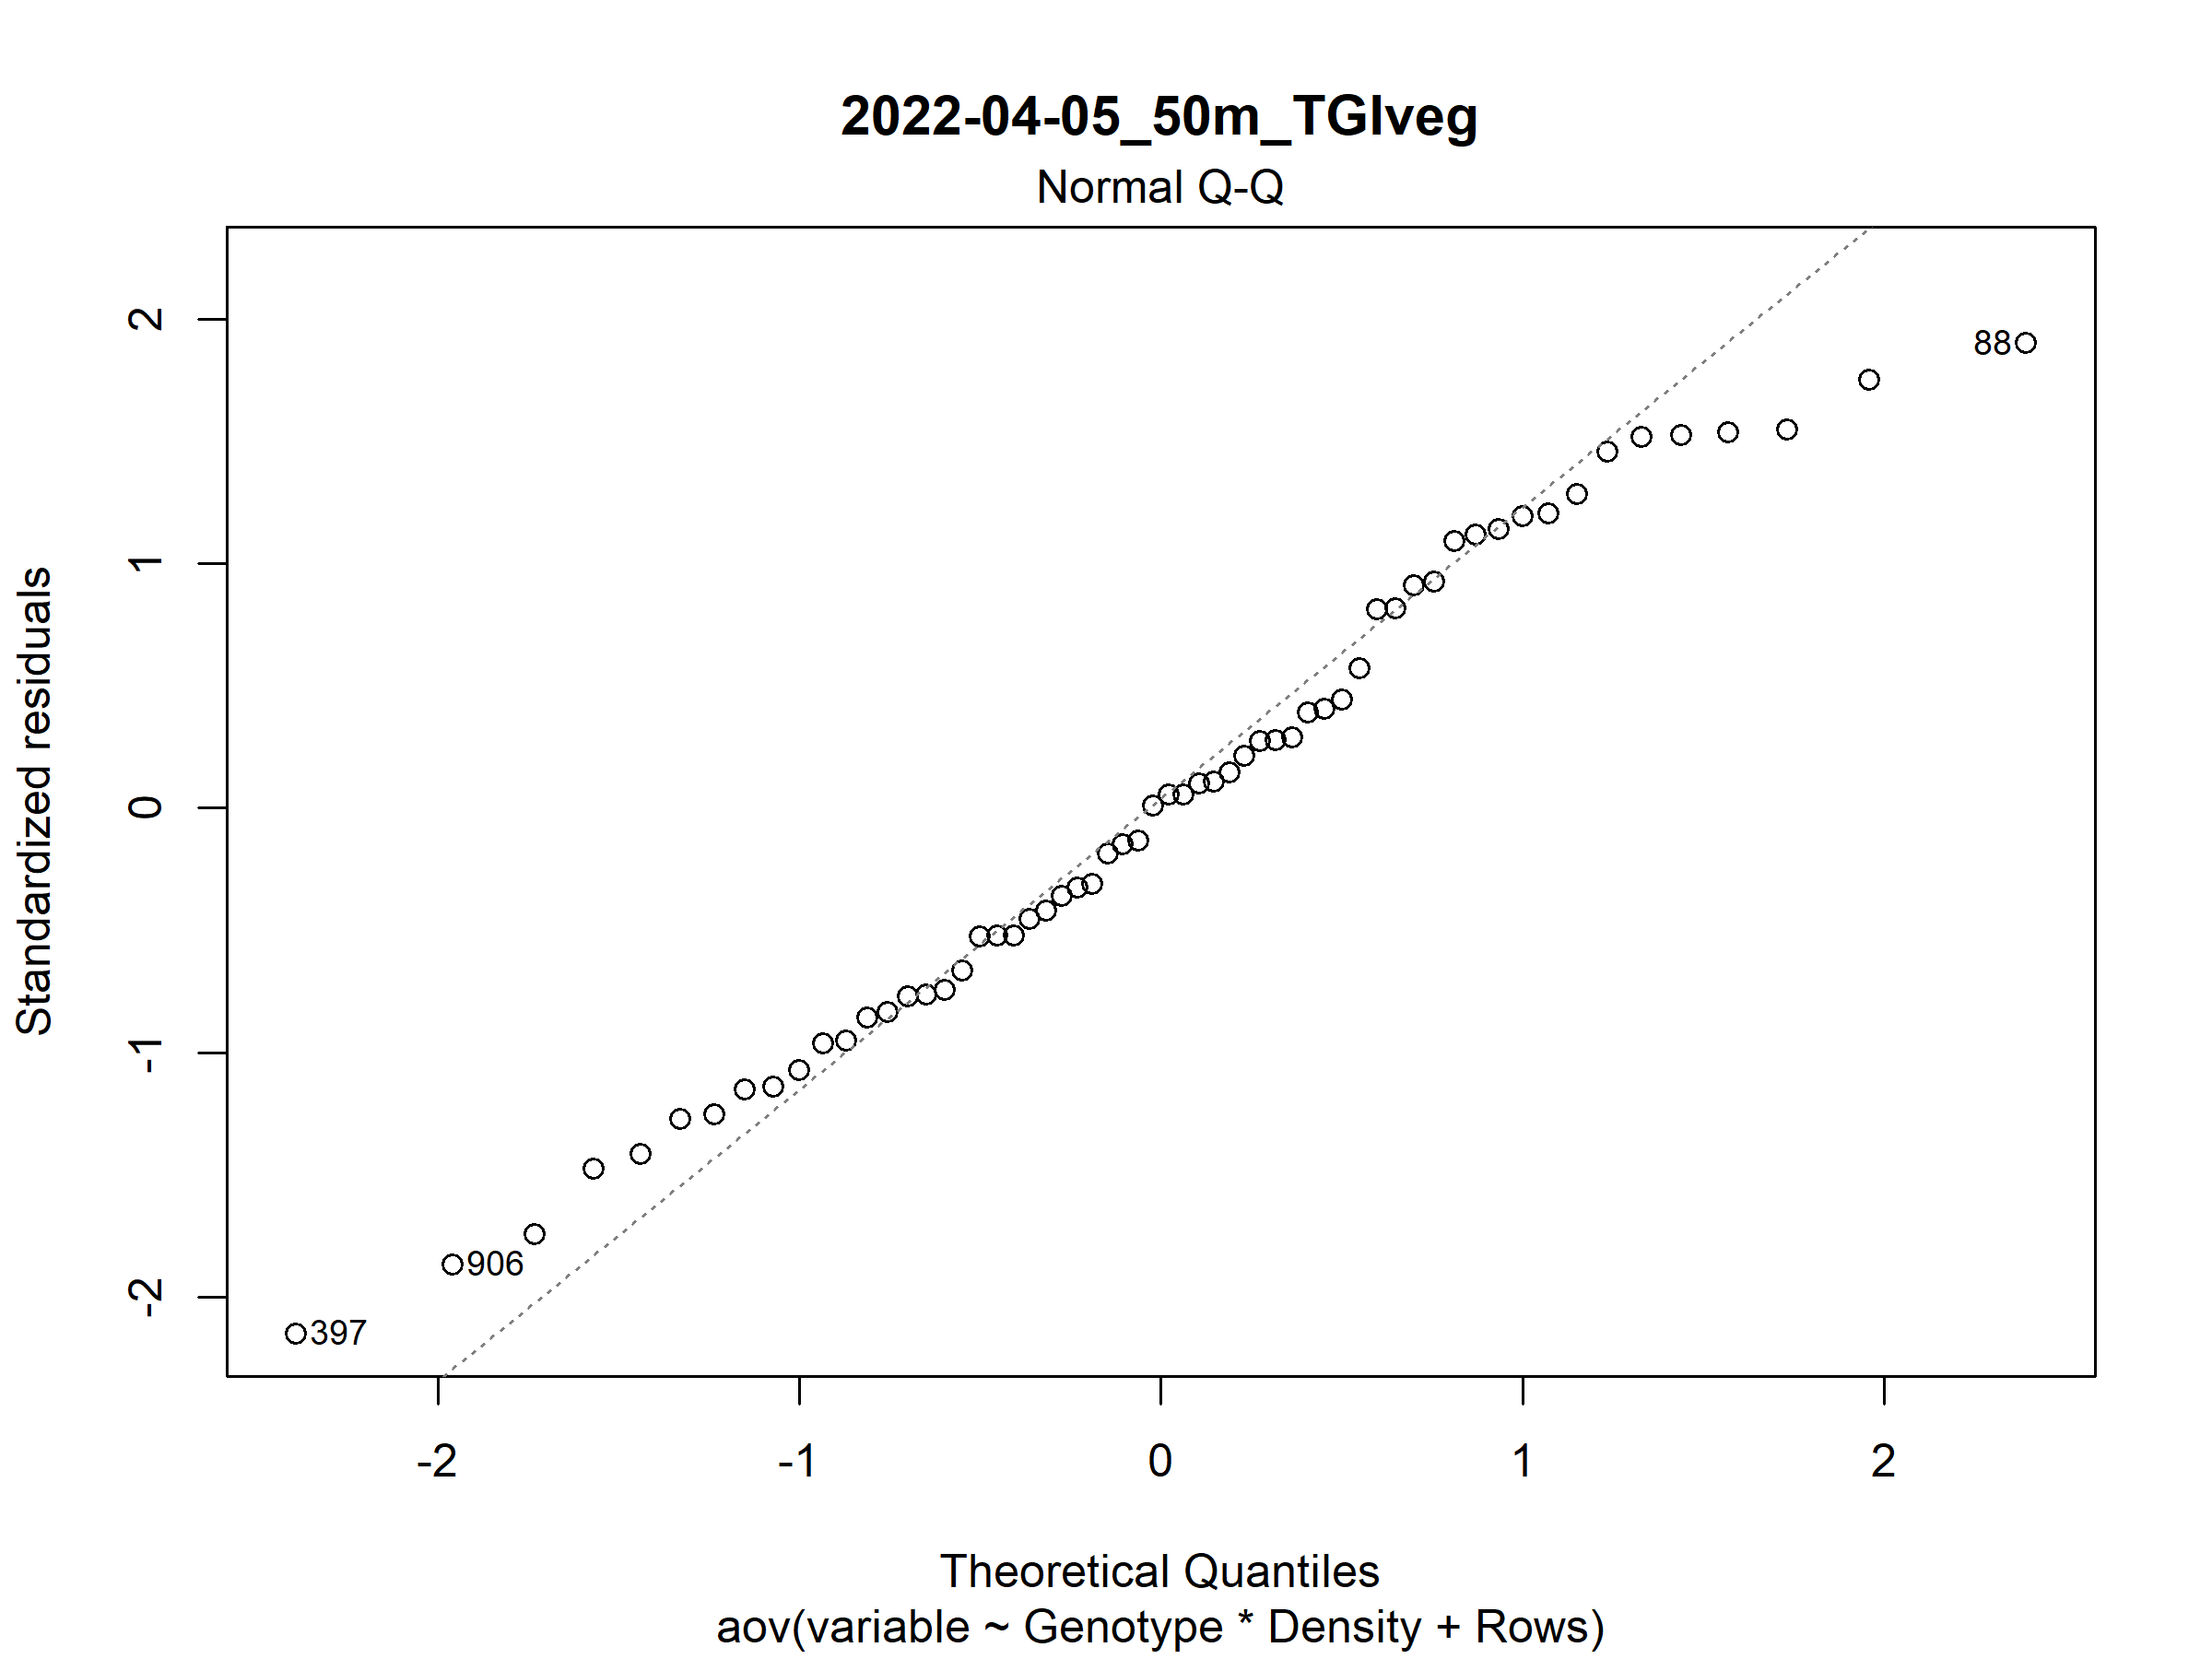 2022-04-05_50m_TGIveg
Normal Q-Q
Standardized residuals
2
1
0
-1
-2
88
906
397
-2
-1
0
1
2
Theoretical Quantiles
aov(variable ~ Genotype * Density + Rows)